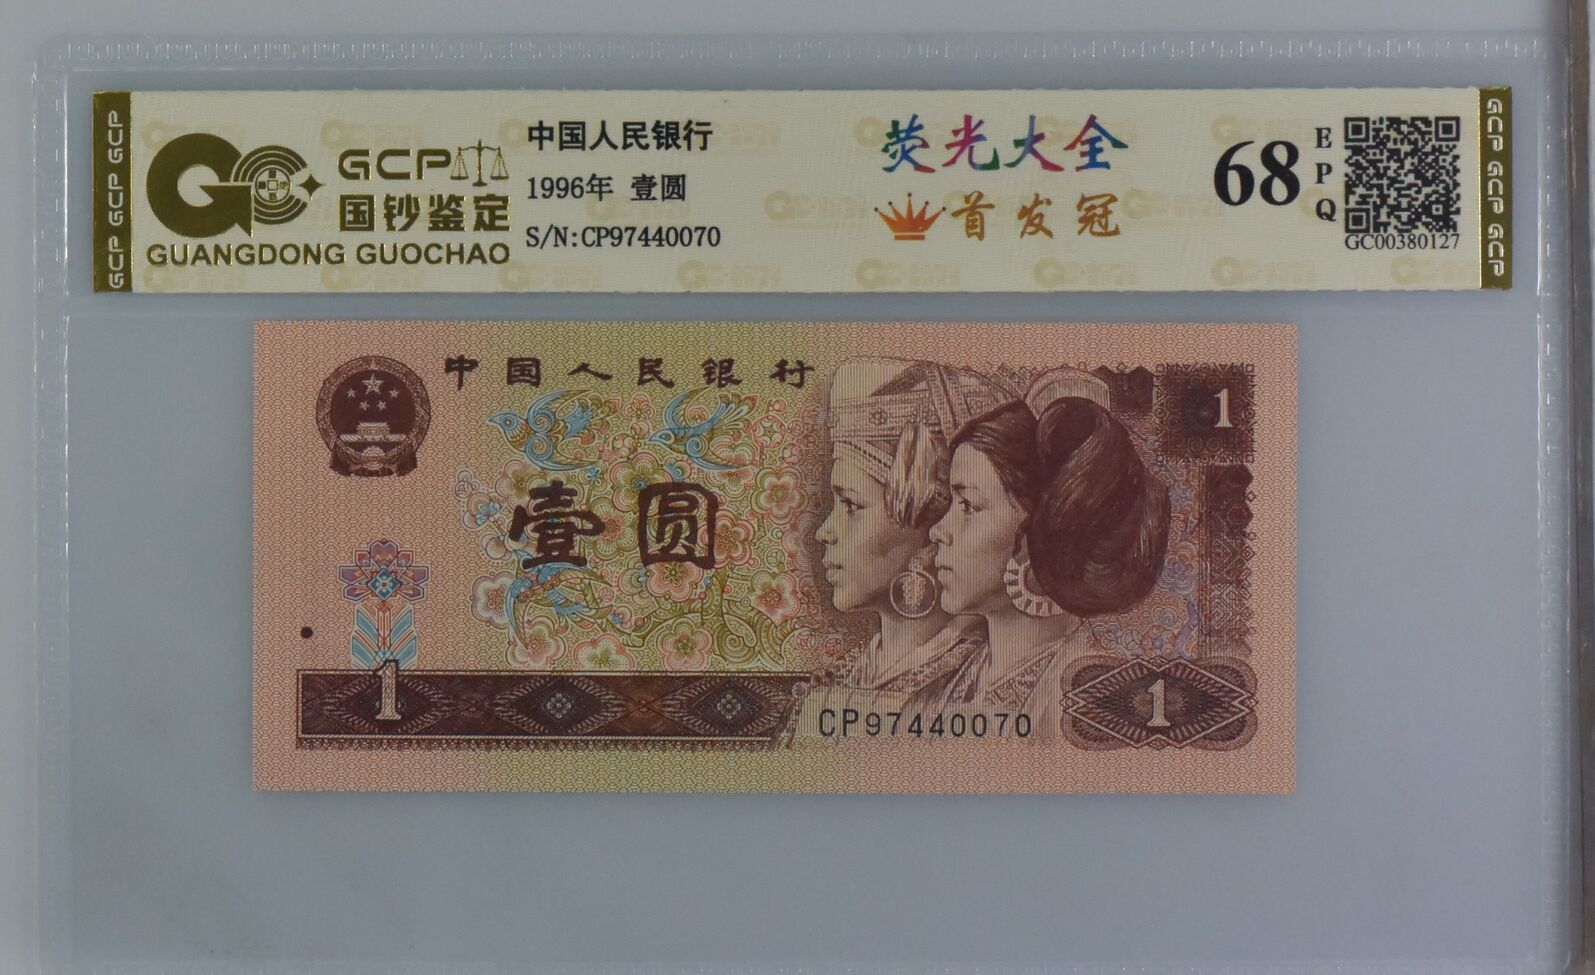 GCP GCP GCP
GCP
国钞鉴定
GUANGDONG GUOCHAO
中国人民银行
1996年 壹圆
S/N:CP97440070
荧光大全
首发冠
68
EPQ
GC00380127
GCP GCP GCP
中国人民银行
1
壹圆
1
CP97440070
1